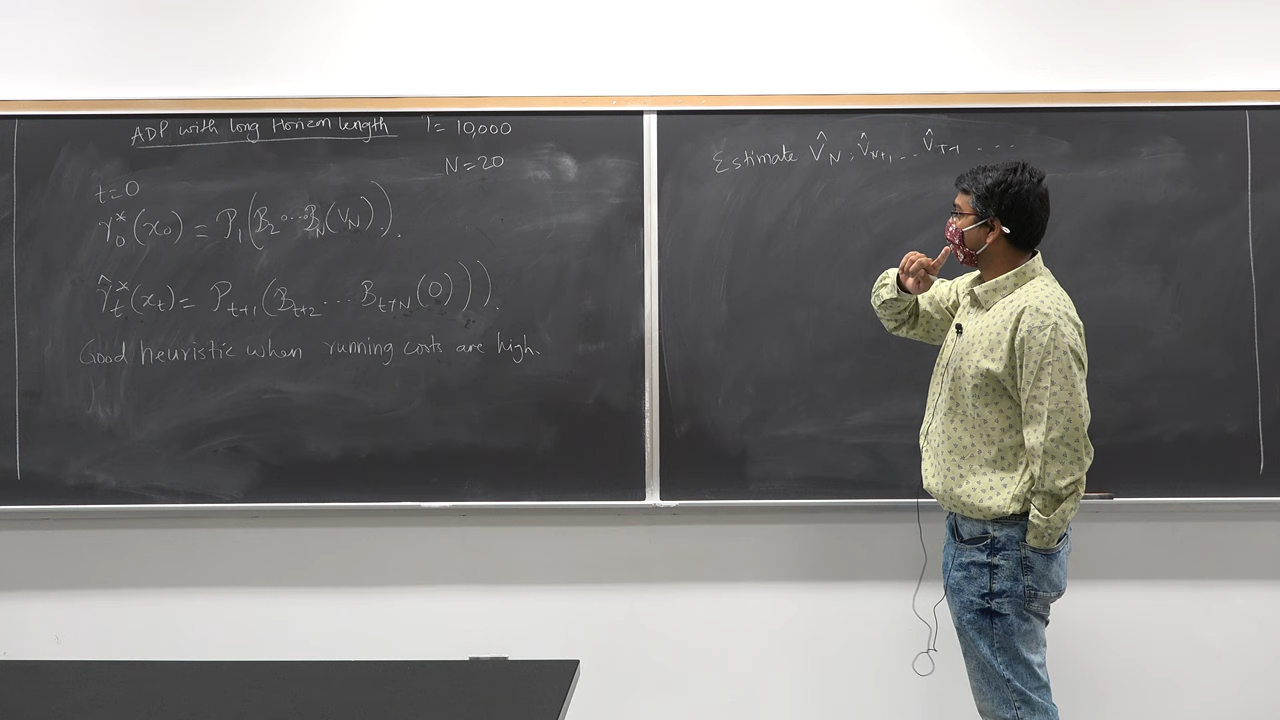 ADP with long Horizon length T = 10,000
N = 20
t=0
γ₀*(x₀) = P₁(B₂ ... B_N(V_N)).
γ̂ₜ*(xₜ) = Pₜ₊₁(Bₜ₊₂ ... Bₜ₊N(0))).
Good heuristic when running costs are high.
Estimate V̂_N, V̂_N+1 ... V̂_T-1 ....